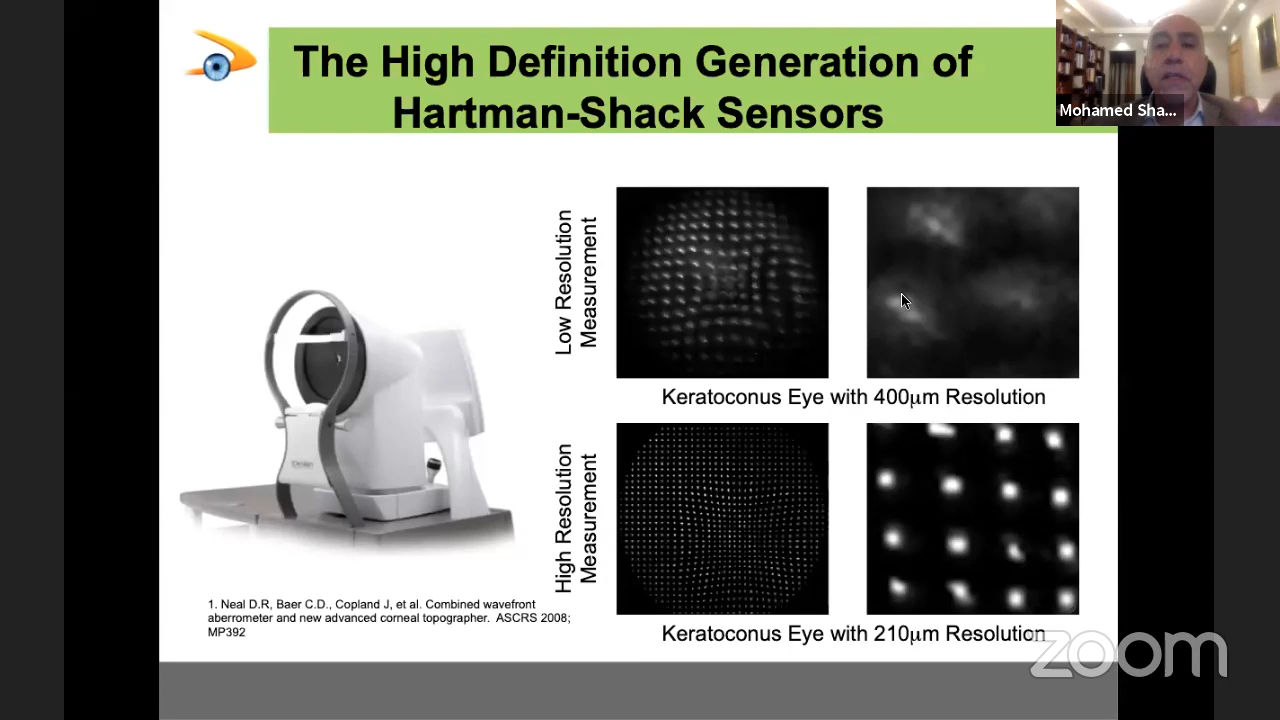 The High Definition Generation of
Hartman-Shack Sensors
Mohamed Sha...
Low Resolution
Measurement
Keratoconus Eye with 400μm Resolution
High Resolution
Measurement
Keratoconus Eye with 210μm Resolution
1. Neal D.R, Baer C.D., Copland J, et al. Combined wavefront
aberrometer and new advanced corneal topographer. ASCRS 2008;
MP392
zoom